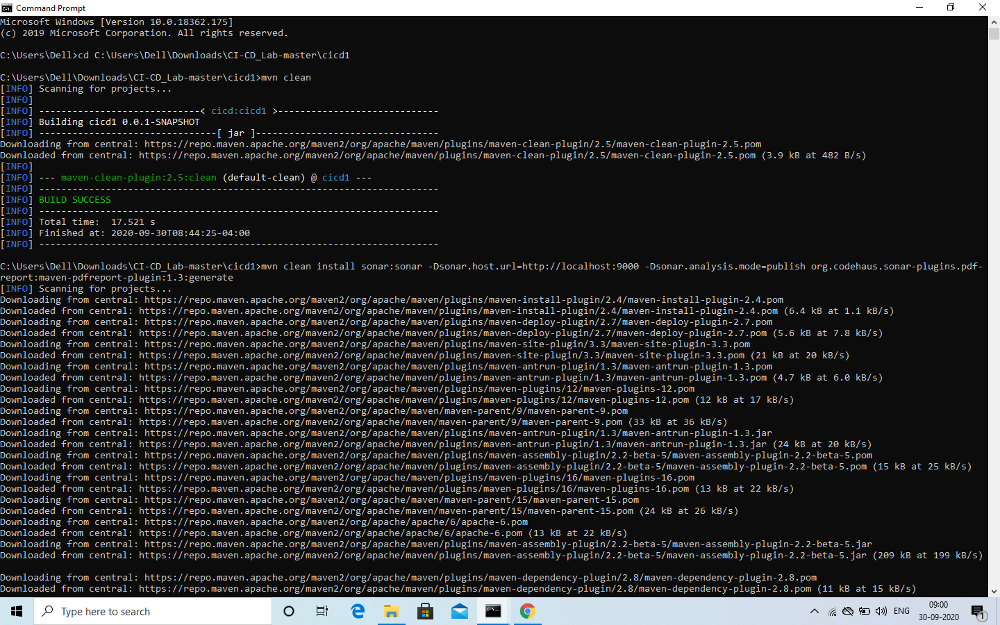 Command Prompt
Microsoft Windows [Version 10.0.18362.175]
(c) 2019 Microsoft Corporation. All rights reserved.
C:\Users\Dell>cd C:\Users\Dell\Downloads\CI-CD_Lab-master\cicd1
C:\Users\Dell\Downloads\CI-CD_Lab-master\cicd1>mvn clean
[INFO] Scanning for projects...
[INFO]
[INFO] -----------------------------< cicd:cicd1 >-----------------------------
[INFO] Building cicd1 0.0.1-SNAPSHOT
[INFO] --------------------------------[ jar ]---------------------------------
Downloading from central: https://repo.maven.apache.org/maven2/org/apache/maven/plugins/maven-clean-plugin/2.5/maven-clean-plugin-2.5.pom
Downloaded from central: https://repo.maven.apache.org/maven2/org/apache/maven/plugins/maven-clean-plugin/2.5/maven-clean-plugin-2.5.pom (3.9 kB at 482 B/s)
[INFO]
[INFO] --- maven-clean-plugin:2.5:clean (default-clean) @ cicd1 ---
[INFO] ------------------------------------------------------------------------
[INFO] BUILD SUCCESS
[INFO] ------------------------------------------------------------------------
[INFO] Total time:  17.521 s
[INFO] Finished at: 2020-09-30T08:44:25-04:00
[INFO] ------------------------------------------------------------------------
C:\Users\Dell\Downloads\CI-CD_Lab-master\cicd1>mvn clean install sonar:sonar -Dsonar.host.url=http://localhost:9000 -Dsonar.analysis.mode=publish org.codehaus.sonar-plugins.pdf-
report:maven-pdfreport-plugin:1.3:generate
[INFO] Scanning for projects...
Downloading from central: https://repo.maven.apache.org/maven2/org/apache/maven/plugins/maven-install-plugin/2.4/maven-install-plugin-2.4.pom
Downloaded from central: https://repo.maven.apache.org/maven2/org/apache/maven/plugins/maven-install-plugin/2.4/maven-install-plugin-2.4.pom (6.4 kB at 1.1 kB/s)
Downloading from central: https://repo.maven.apache.org/maven2/org/apache/maven/plugins/maven-deploy-plugin/2.7/maven-deploy-plugin-2.7.pom
Downloaded from central: https://repo.maven.apache.org/maven2/org/apache/maven/plugins/maven-deploy-plugin/2.7/maven-deploy-plugin-2.7.pom (5.6 kB at 7.8 kB/s)
Downloading from central: https://repo.maven.apache.org/maven2/org/apache/maven/plugins/maven-site-plugin/3.3/maven-site-plugin-3.3.pom
Downloaded from central: https://repo.maven.apache.org/maven2/org/apache/maven/plugins/maven-site-plugin/3.3/maven-site-plugin-3.3.pom (21 kB at 20 kB/s)
Downloading from central: https://repo.maven.apache.org/maven2/org/apache/maven/plugins/maven-antrun-plugin/1.3/maven-antrun-plugin-1.3.pom
Downloaded from central: https://repo.maven.apache.org/maven2/org/apache/maven/plugins/maven-antrun-plugin/1.3/maven-antrun-plugin-1.3.pom (4.7 kB at 6.0 kB/s)
Downloading from central: https://repo.maven.apache.org/maven2/org/apache/maven/plugins/maven-plugins/12/maven-plugins-12.pom
Downloaded from central: https://repo.maven.apache.org/maven2/org/apache/maven/plugins/maven-plugins/12/maven-plugins-12.pom (12 kB at 17 kB/s)
Downloading from central: https://repo.maven.apache.org/maven2/org/apache/maven/maven-parent/9/maven-parent-9.pom
Downloaded from central: https://repo.maven.apache.org/maven2/org/apache/maven/maven-parent/9/maven-parent-9.pom (33 kB at 36 kB/s)
Downloading from central: https://repo.maven.apache.org/maven2/org/apache/maven/plugins/maven-antrun-plugin/1.3/maven-antrun-plugin-1.3.jar
Downloaded from central: https://repo.maven.apache.org/maven2/org/apache/maven/plugins/maven-antrun-plugin/1.3/maven-antrun-plugin-1.3.jar (24 kB at 20 kB/s)
Downloading from central: https://repo.maven.apache.org/maven2/org/apache/maven/plugins/maven-assembly-plugin/2.2-beta-5/maven-assembly-plugin-2.2-beta-5.pom
Downloaded from central: https://repo.maven.apache.org/maven2/org/apache/maven/plugins/maven-assembly-plugin/2.2-beta-5/maven-assembly-plugin-2.2-beta-5.pom (15 kB at 25 kB/s)
Downloading from central: https://repo.maven.apache.org/maven2/org/apache/maven/plugins/maven-plugins/16/maven-plugins-16.pom
Downloaded from central: https://repo.maven.apache.org/maven2/org/apache/maven/plugins/maven-plugins/16/maven-plugins-16.pom (13 kB at 22 kB/s)
Downloading from central: https://repo.maven.apache.org/maven2/org/apache/maven/maven-parent/15/maven-parent-15.pom
Downloaded from central: https://repo.maven.apache.org/maven2/org/apache/maven/maven-parent/15/maven-parent-15.pom (24 kB at 26 kB/s)
Downloading from central: https://repo.maven.apache.org/maven2/org/apache/apache/6/apache-6.pom
Downloaded from central: https://repo.maven.apache.org/maven2/org/apache/apache/6/apache-6.pom (13 kB at 22 kB/s)
Downloading from central: https://repo.maven.apache.org/maven2/org/apache/maven/plugins/maven-assembly-plugin/2.2-beta-5/maven-assembly-plugin-2.2-beta-5.jar
Downloaded from central: https://repo.maven.apache.org/maven2/org/apache/maven/plugins/maven-assembly-plugin/2.2-beta-5/maven-assembly-plugin-2.2-beta-5.jar (209 kB at 199 kB/s)
Downloading from central: https://repo.maven.apache.org/maven2/org/apache/maven/plugins/maven-dependency-plugin/2.8/maven-dependency-plugin-2.8.pom
Downloaded from central: https://repo.maven.apache.org/maven2/org/apache/maven/plugins/maven-dependency-plugin/2.8/maven-dependency-plugin-2.8.pom (11 kB at 15 kB/s)
Type here to search
ENG
09:00
30-09-2020
1